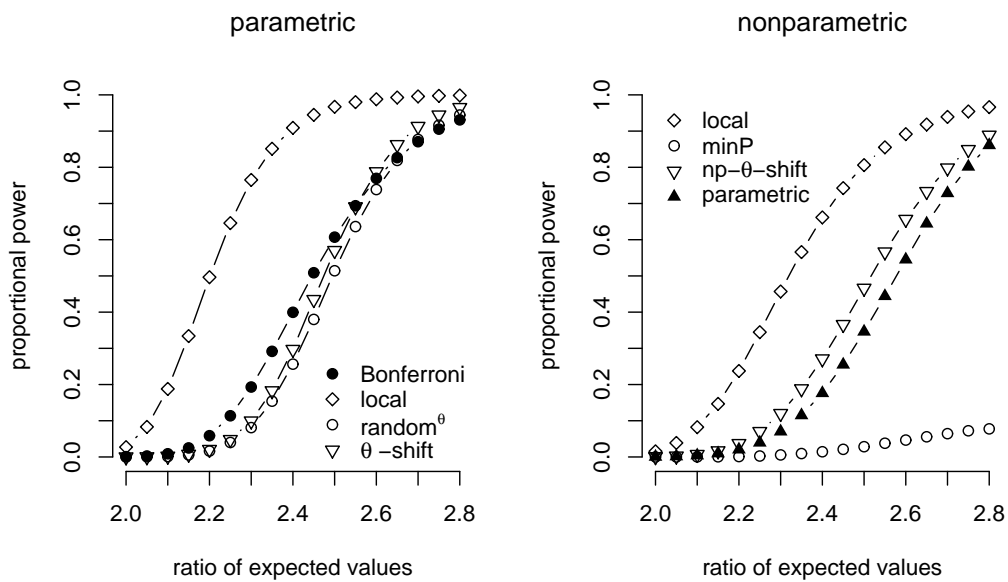 parametric
proportional power
0.0 0.2 0.4 0.6 0.8 1.0
Bonferroni
local
random^θ
θ −shift
2.0 2.2 2.4 2.6 2.8
ratio of expected values
nonparametric
proportional power
0.0 0.2 0.4 0.6 0.8 1.0
local
minP
np−θ−shift
parametric
2.0 2.2 2.4 2.6 2.8
ratio of expected values